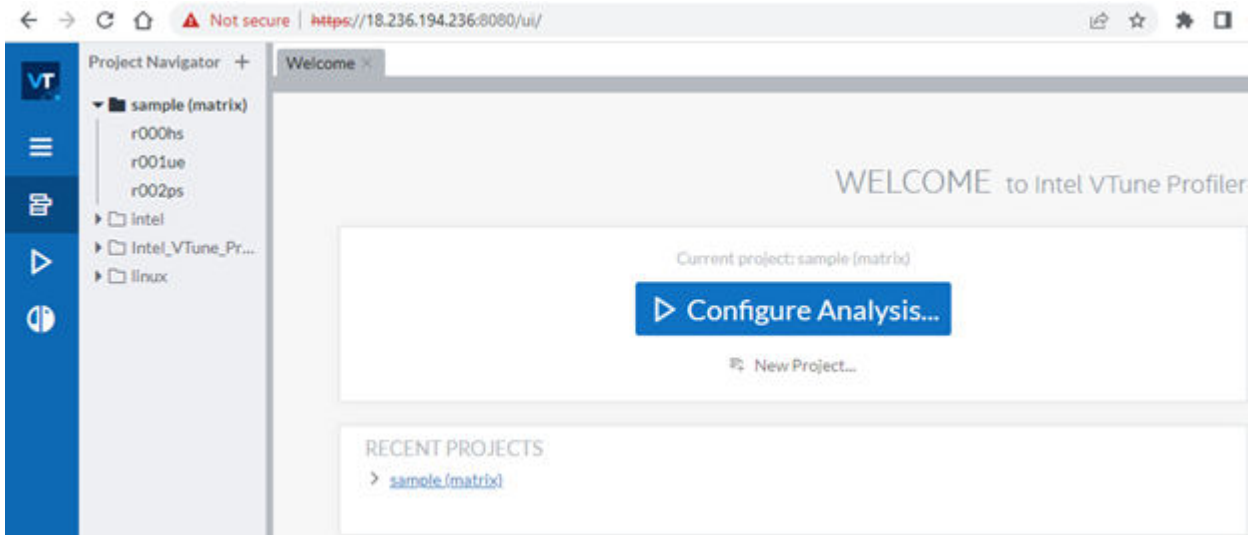 Not secure | https://18.236.194.236:8080/ui/
VT
Project Navigator +
Welcome ×
sample (matrix)
r000hs
r001ue
r002ps
intel
Intel_VTune_Pr...
linux
WELCOME to Intel VTune Profiler
Current project: sample (matrix)
Configure Analysis...
New Project...
RECENT PROJECTS
sample (matrix)